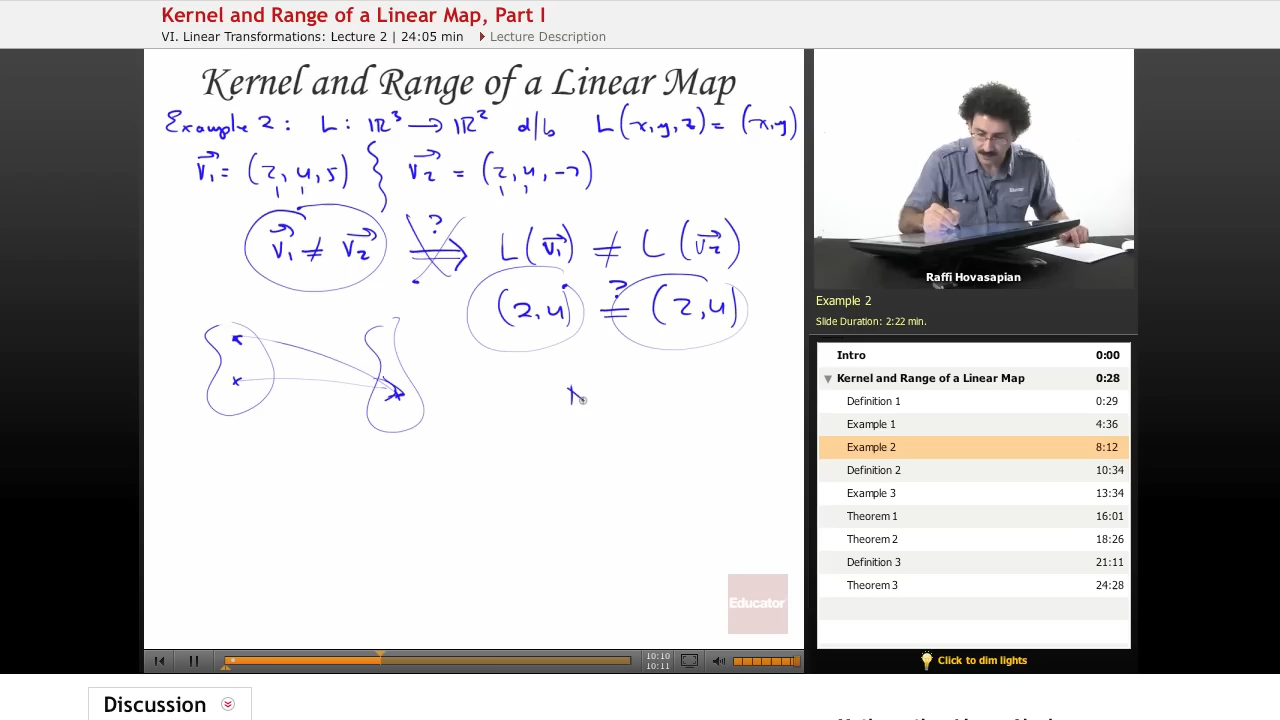 Kernel and Range of a Linear Map, Part I
VI. Linear Transformations: Lecture 2 | 24:05 min
Lecture Description
Kernel and Range of a Linear Map
Example 2: L: ℝ³ → ℝ² d/b L(x,y,z) = (x,y)
v⃗₁ = (2,4,5) v⃗₂ = (2,4,-7)
v⃗₁ ≠ v⃗₂ ? ⟹ L(v⃗₁) ≠ L(v⃗₂)
(2,4) ?= (2,4)
N
Educator
10:10
10:11
Raffi Hovasapian
Example 2
Slide Duration: 2:22 min.
Intro 0:00
Kernel and Range of a Linear Map 0:28
Definition 1 0:29
Example 1 4:36
Example 2 8:12
Definition 2 10:34
Example 3 13:34
Theorem 1 16:01
Theorem 2 18:26
Definition 3 21:11
Theorem 3 24:28
Click to dim lights
Discussion